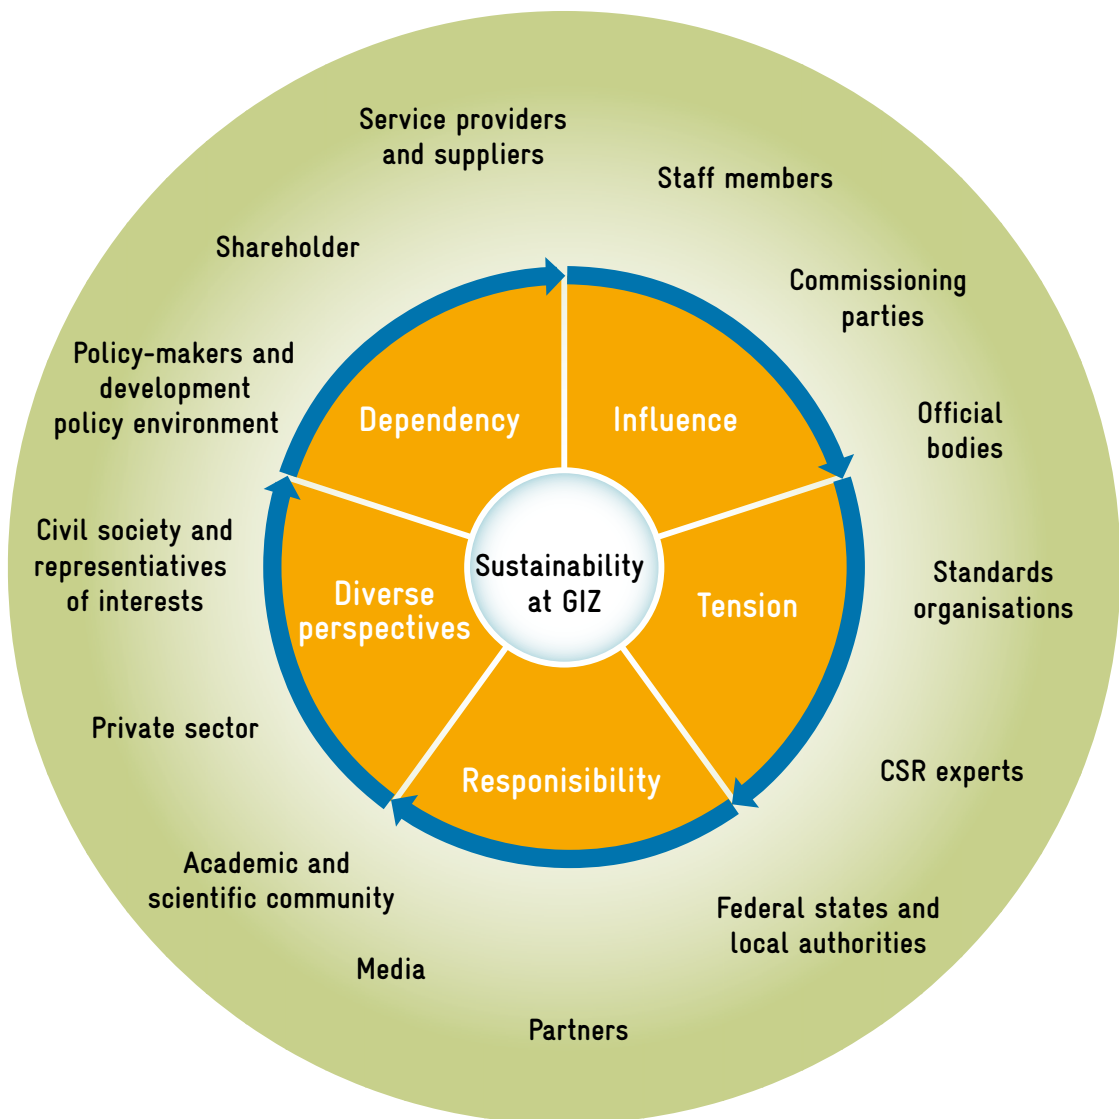 Service providers
and suppliers
Staff members
Shareholder
Commissioning
parties
Policy-makers and
development
policy environment
Dependency
Influence
Official
bodies
Civil society and
representatives
of interests
Sustainability
at GIZ
Diverse
perspectives
Tension
Standards
organisations
Private sector
Responisibility
CSR experts
Academic and
scientific community
Federal states and
local authorities
Media
Partners